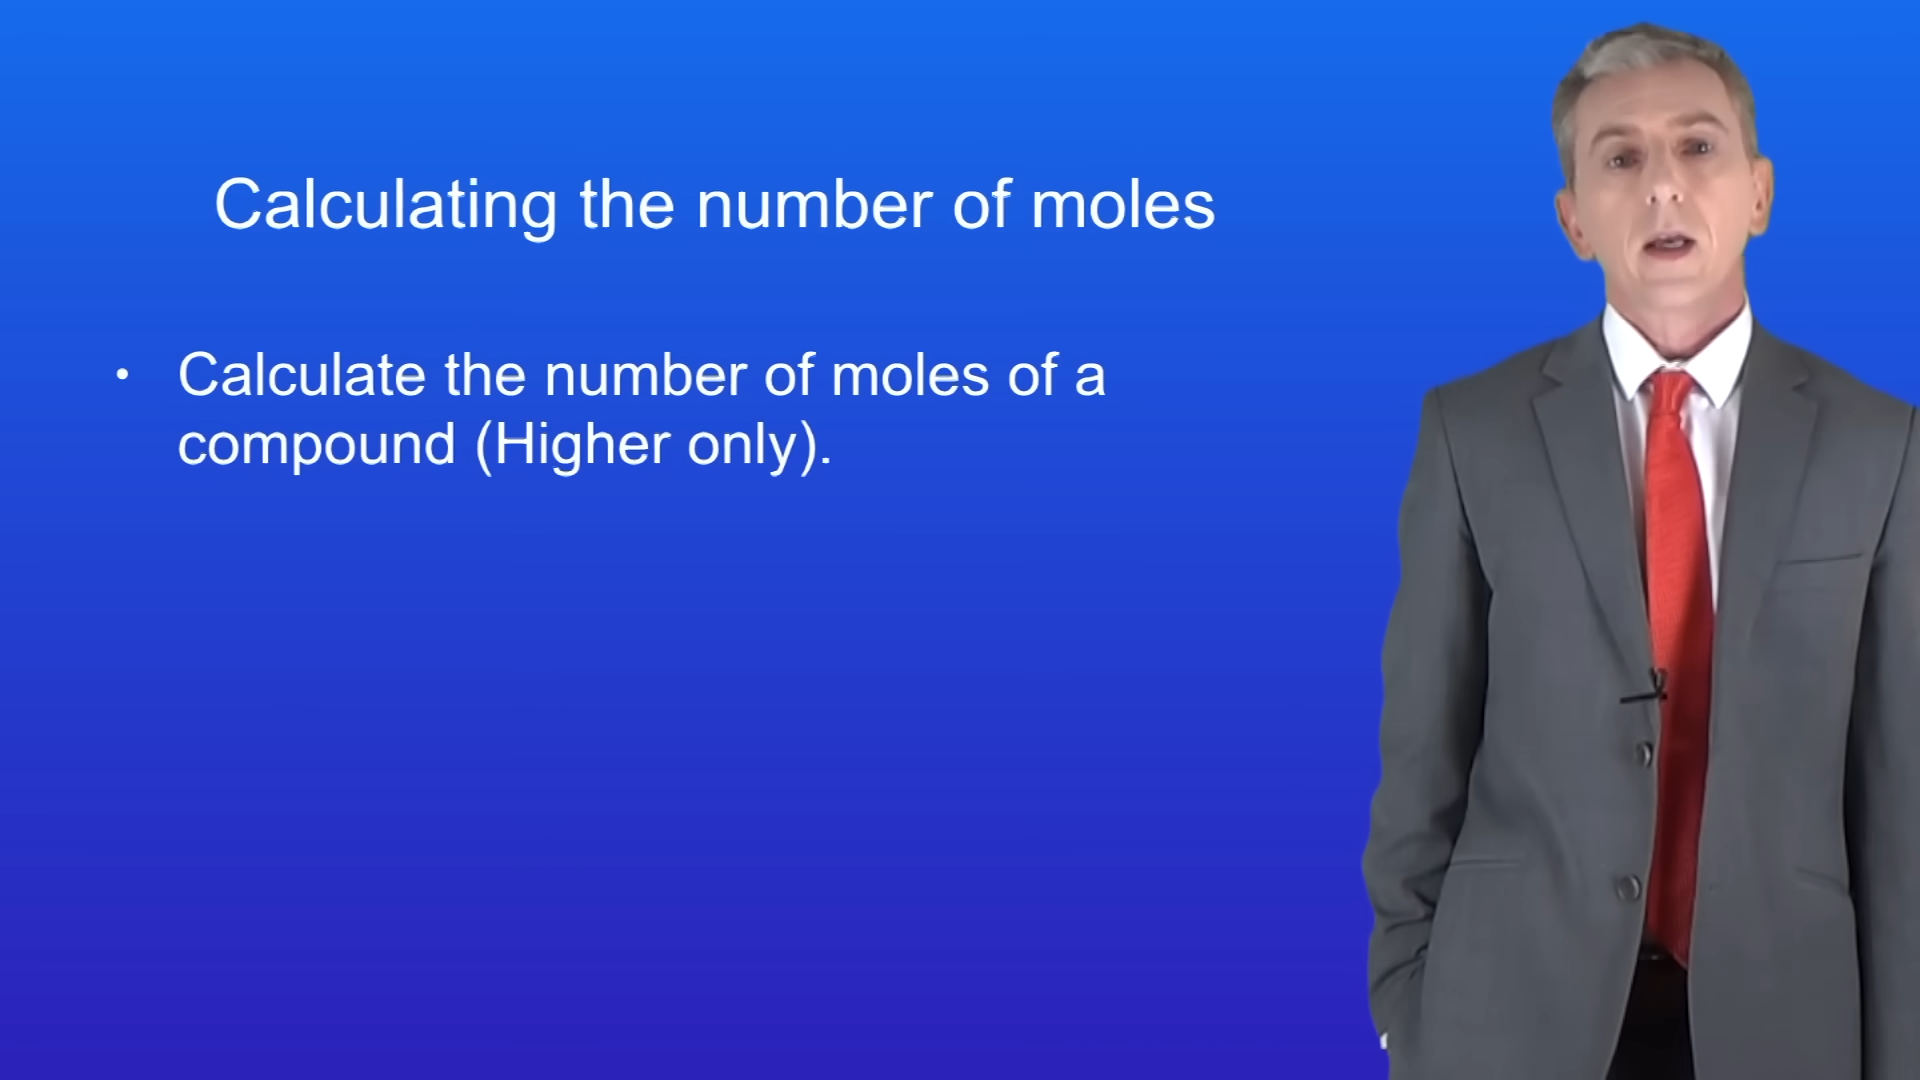 Calculating the number of moles
• Calculate the number of moles of a
compound (Higher only).